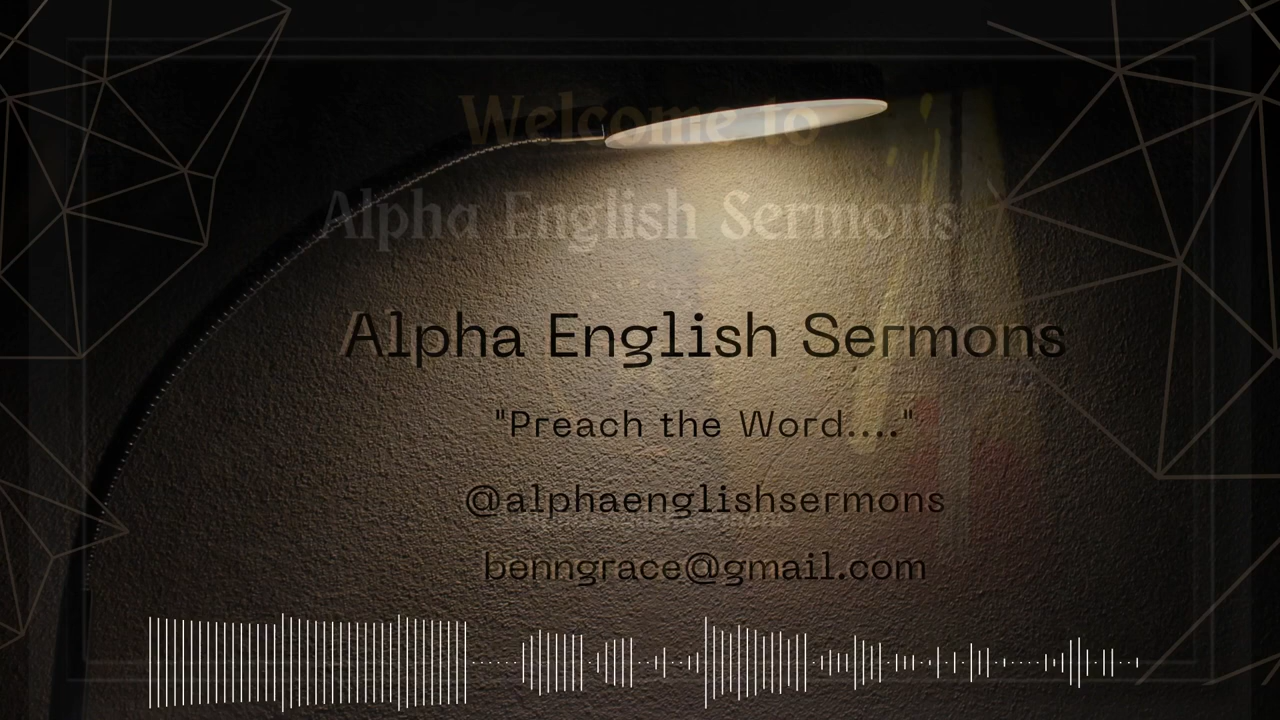 Welcome to
Alpha English Sermons
Alpha English Sermons
"Preach the Word...."
@alphaenglishsermons
benngrace@gmail.com